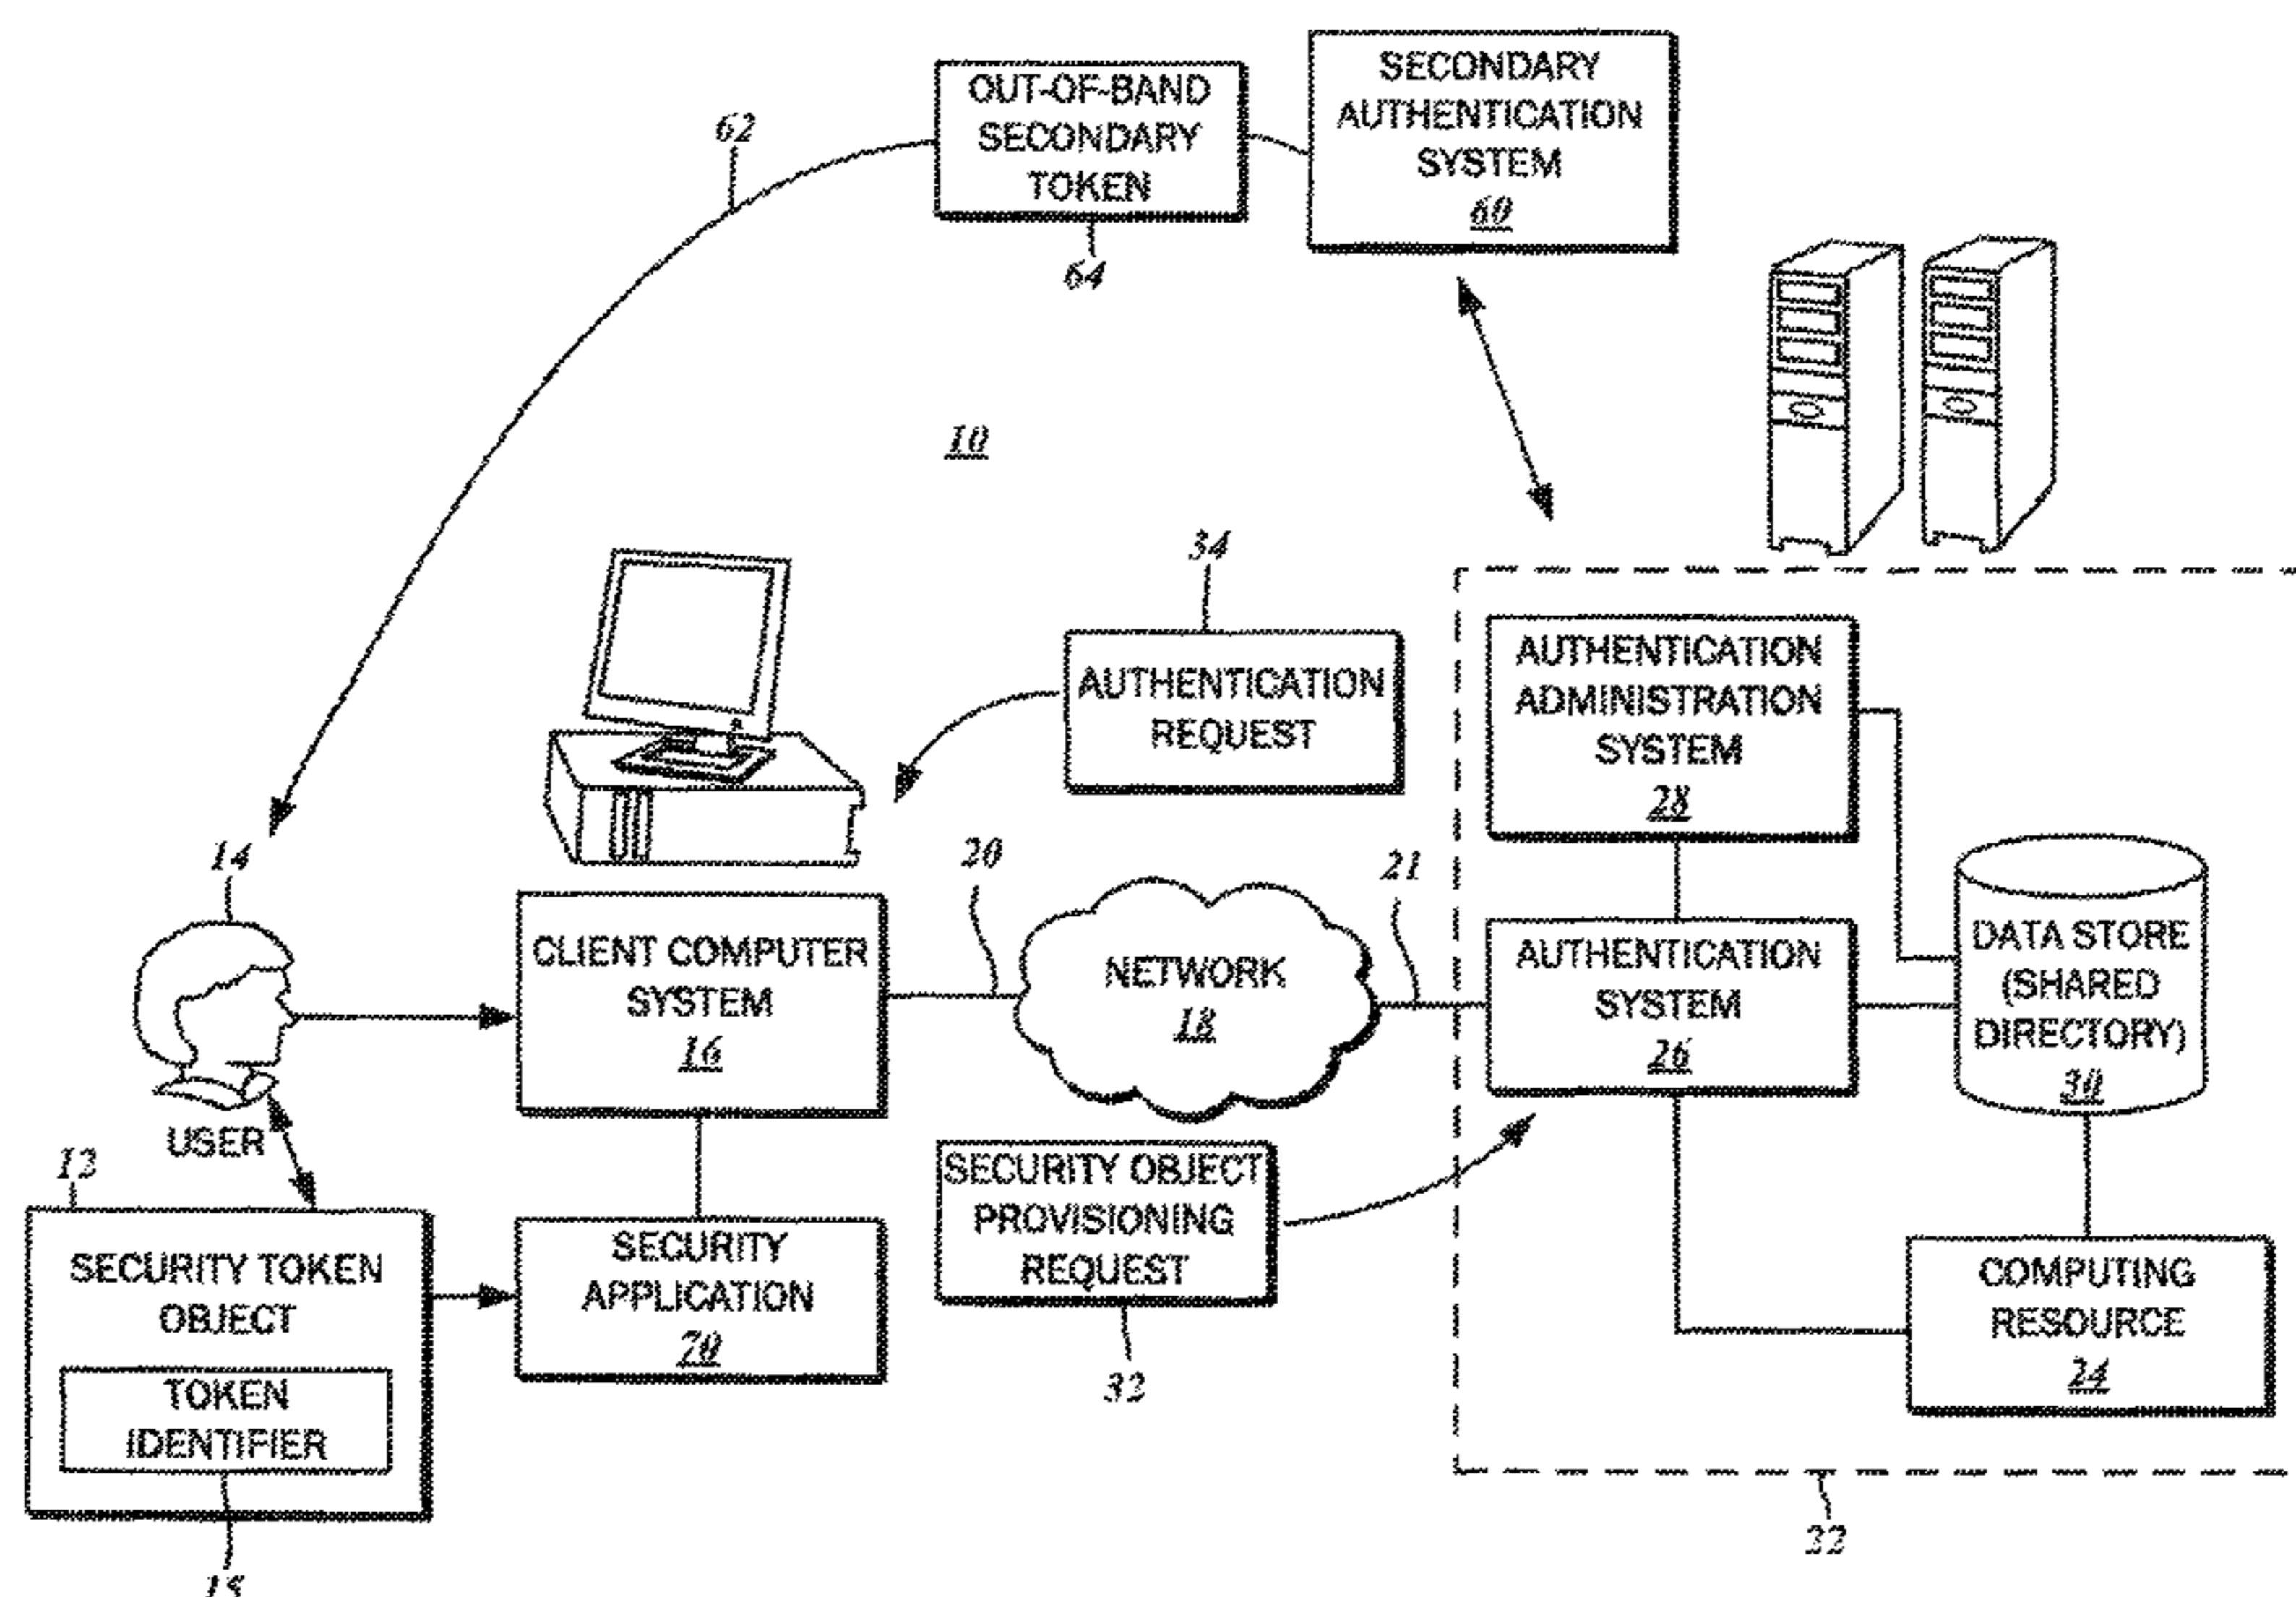 OUT-OF-BAND
SECONDARY
TOKEN
64
SECONDARY
AUTHENTICATION
SYSTEM
60
62
10
34
AUTHENTICATION
REQUEST
AUTHENTICATION
ADMINISTRATION
SYSTEM
28
14
USER
CLIENT COMPUTER
SYSTEM
16
20
NETWORK
18
21
AUTHENTICATION
SYSTEM
26
DATA STORE
(SHARED
DIRECTORY)
30
12
SECURITY TOKEN
OBJECT
TOKEN
IDENTIFIER
15
SECURITY
APPLICATION
70
SECURITY OBJECT
PROVISIONING
REQUEST
32
COMPUTING
RESOURCE
24
22